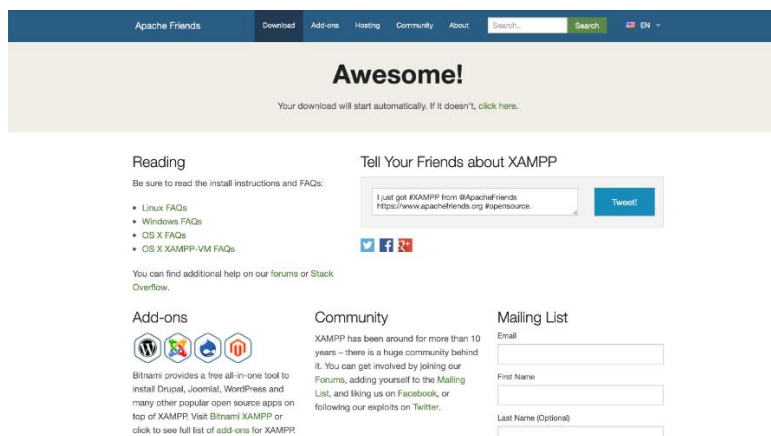 Apache Friends
Download
Add-ons
Hosting
Community
About
Search...
Search
EN
Awesome!
Your download will start automatically. If it doesn't, click here.
Reading
Be sure to read the install instructions and FAQs:
Linux FAQs
Windows FAQs
OS X FAQs
OS X XAMPP-VM FAQs
You can find additional help on our forums or Stack
Overflow.
Tell Your Friends about XAMPP
I just got #XAMPP from @ApacheFriends
https://www.apachefriends.org #opensource.
Tweet!
Add-ons
Bitnami provides a free all-in-one tool to
install Drupal, Joomla!, WordPress and
many other popular open source apps on
top of XAMPP. Visit Bitnami XAMPP or
click to see full list of add-ons for XAMPP.
Community
XAMPP has been around for more than 10
years – there is a huge community behind
it. You can get involved by joining our
Forums, adding yourself to the Mailing
List, and liking us on Facebook, or
following our exploits on Twitter.
Mailing List
Email
First Name
Last Name (Optional)